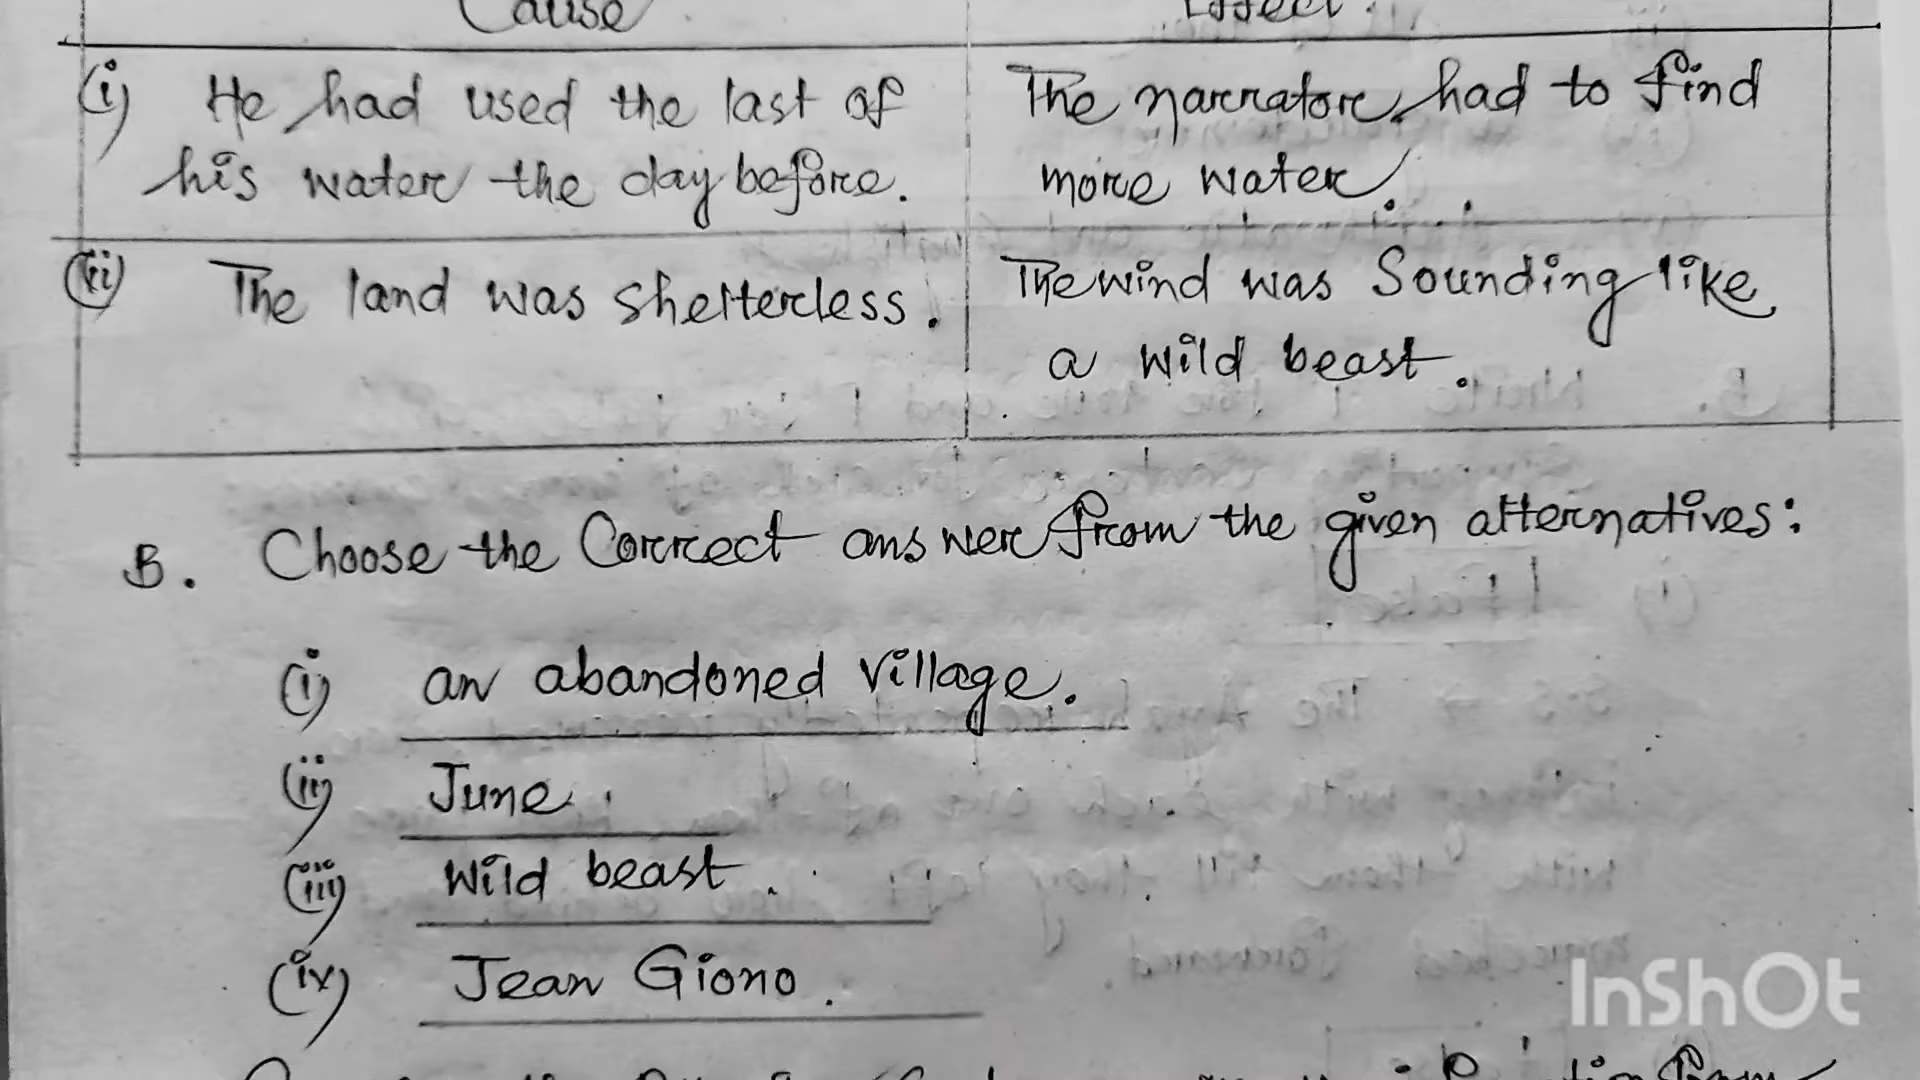 Cause Effect
(i) He had used the last of The narrator had to find
his water the day before. more water.
(ii) The land was shelterless. The wind was sounding like
a wild beast.
B. Choose the Correct answer from the given alternatives:
(i) an abandoned village.
(ii) June.
(iii) Wild beast.
(iv) Jean Giono.
InShOt